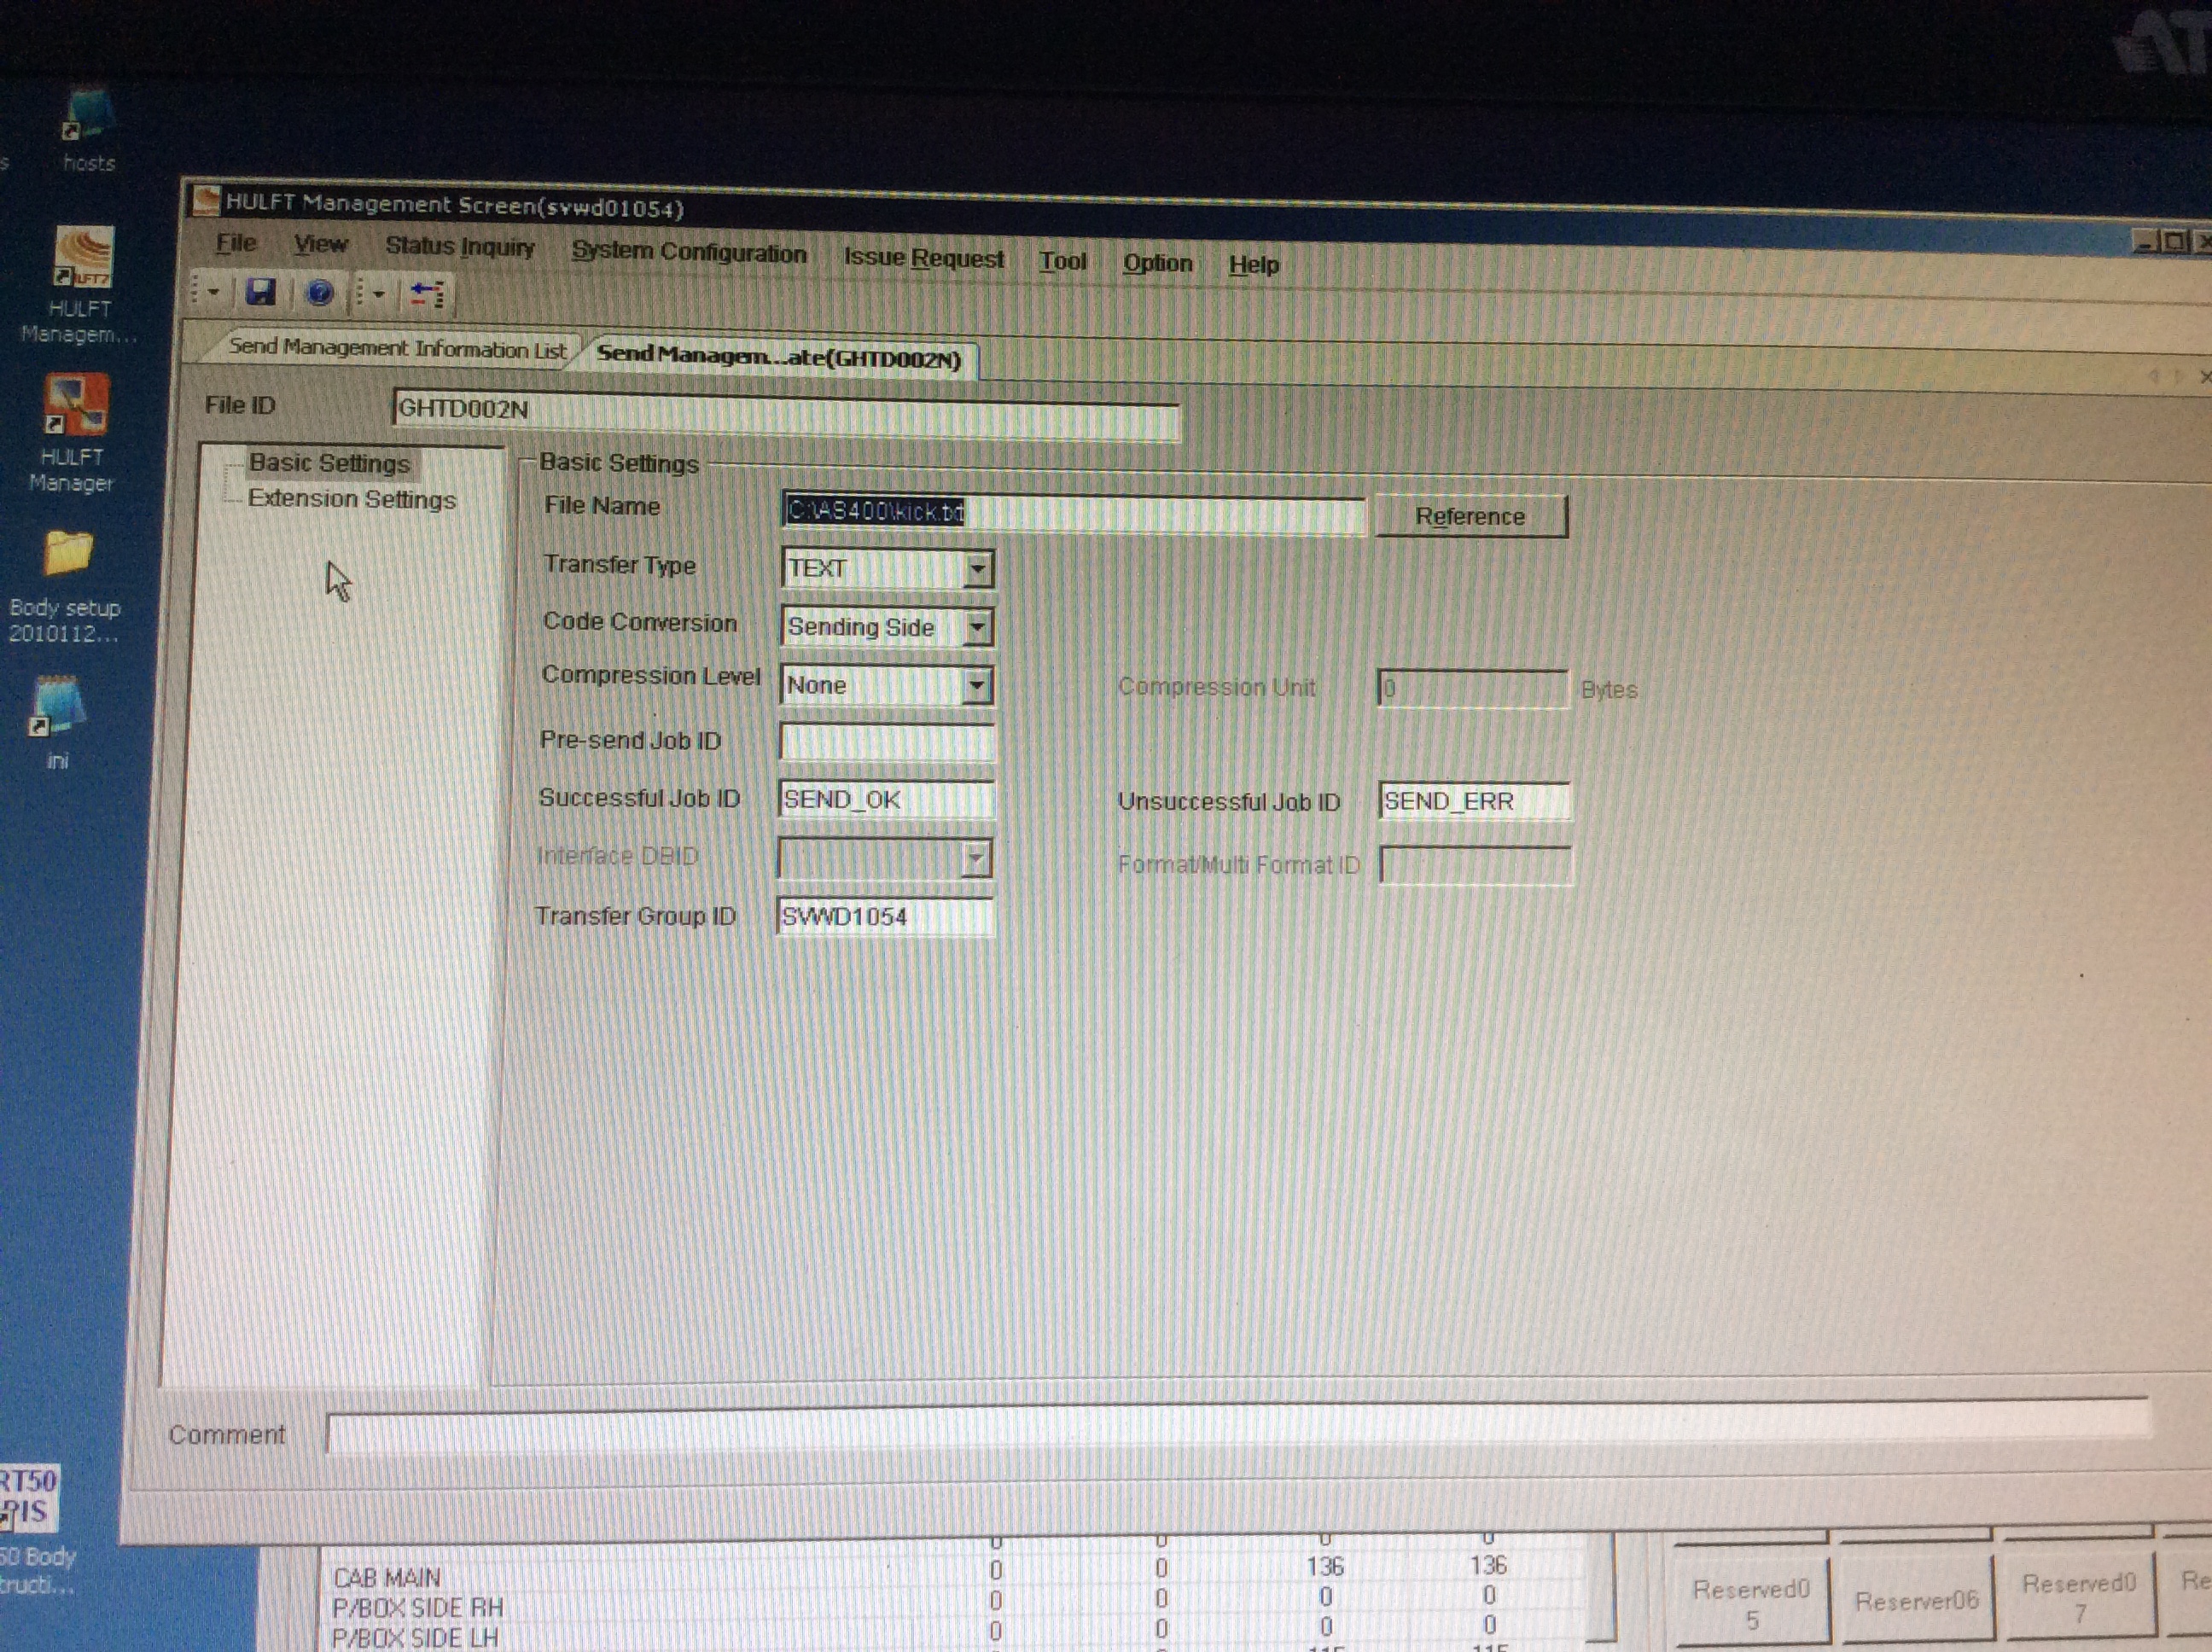 hosts
HULFT Management Screen(svwd01054)
File View Status Inquiry System Configuration Issue Request Tool Option Help
HULFT
Managem...
Send Management Information List
Send Managem...ate(GHTD002N)
File ID GHTD002N
HULFT
Manager
Basic Settings
Extension Settings
Basic Settings
File Name C:\AS400\kick.txt Reference
Transfer Type TEXT
Code Conversion Sending Side
Compression Level None Compression Unit 0 Bytes
Pre-send Job ID
Successful Job ID SEND_OK Unsuccessful Job ID SEND_ERR
Interface DBID Format/Multi Format ID
Transfer Group ID SVWD1054
Body setup
2010112...
ini
Comment
RT50
PIS
50 Body
tructi...
0 0 0 0
CAB MAIN 0 0 136 136
P/BOX SIDE RH 0 0 0 0
P/BOX SIDE LH 0 0 0 0
Reserved0
5
Reserver06
Reserved0
7